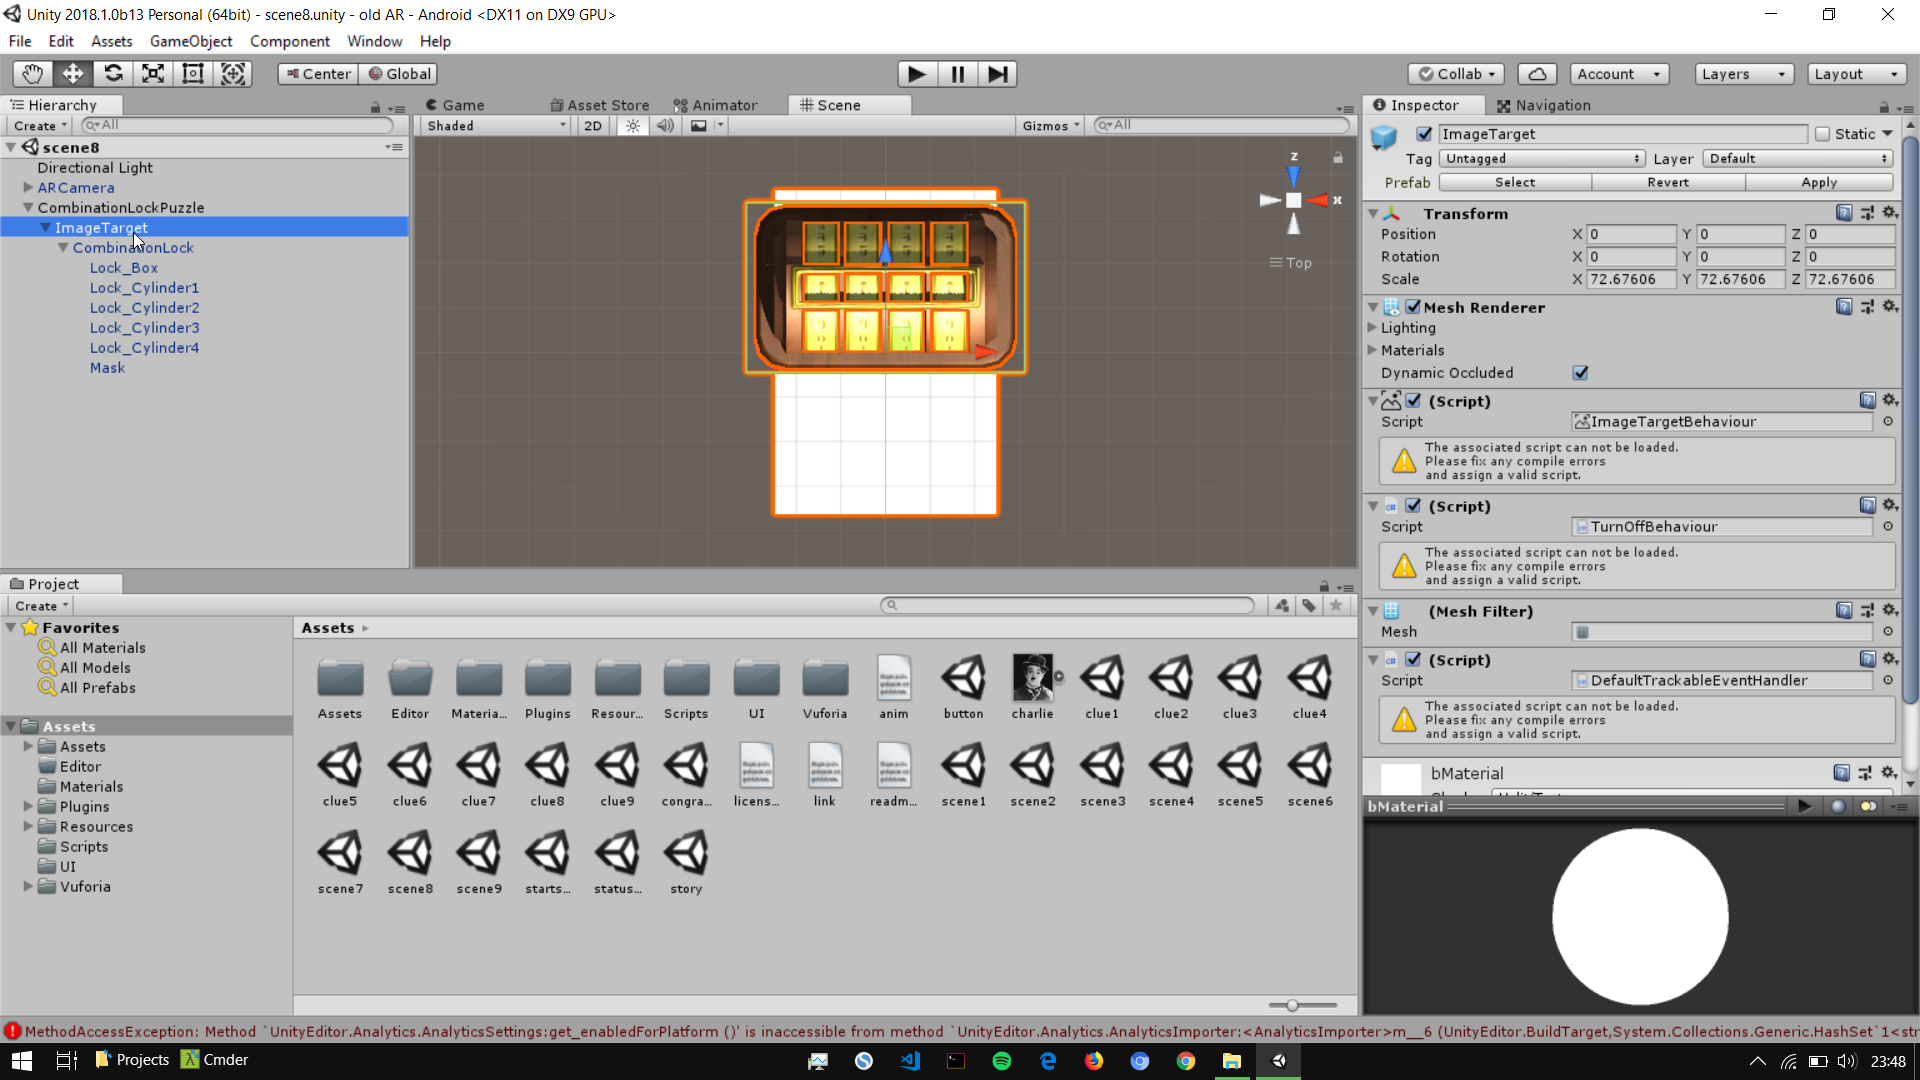 Unity 2018.1.0b13 Personal (64bit) - scene8.unity - old AR - Android <DX11 on DX9 GPU>
File Edit Assets GameObject Component Window Help
Center Global Collab Account Layers Layout
Hierarchy
Create All
scene8
Directional Light
ARCamera
CombinationLockPuzzle
ImageTarget
CombinationLock
Lock_Box
Lock_Cylinder1
Lock_Cylinder2
Lock_Cylinder3
Lock_Cylinder4
Mask
Game Asset Store Animator Scene
Shaded 2D Gizmos All
z
x
Top
Inspector Navigation
ImageTarget Static
Tag Untagged Layer Default
Prefab Select Revert Apply
Transform
Position X 0 Y 0 Z 0
Rotation X 0 Y 0 Z 0
Scale X 72.67606 Y 72.67606 Z 72.67606
Mesh Renderer
Lighting
Materials
Dynamic Occluded
(Script)
Script ImageTargetBehaviour
The associated script can not be loaded.
Please fix any compile errors
and assign a valid script.
(Script)
Script TurnOffBehaviour
The associated script can not be loaded.
Please fix any compile errors
and assign a valid script.
(Mesh Filter)
Mesh
(Script)
Script DefaultTrackableEventHandler
The associated script can not be loaded.
Please fix any compile errors
and assign a valid script.
bMaterial
bMaterial
Project
Create
Favorites
All Materials
All Models
All Prefabs
Assets
Assets
Editor
Materials
Plugins
Resources
Scripts
UI
Vuforia
Assets
Assets Editor Materia... Plugins Resour... Scripts UI Vuforia anim button charlie clue1 clue2 clue3 clue4
clue5 clue6 clue7 clue8 clue9 congra... licens... link readm... scene1 scene2 scene3 scene4 scene5 scene6
scene7 scene8 scene9 starts... status... story
MethodAccessException: Method `UnityEditor.Analytics.AnalyticsSettings:get_enabledForPlatform ()' is inaccessible from method `UnityEditor.Analytics.AnalyticsImporter:<AnalyticsImporter>m__6 (UnityEditor.BuildTarget,System.Collections.Generic.HashSet`1<str
Projects Cmder 23:48